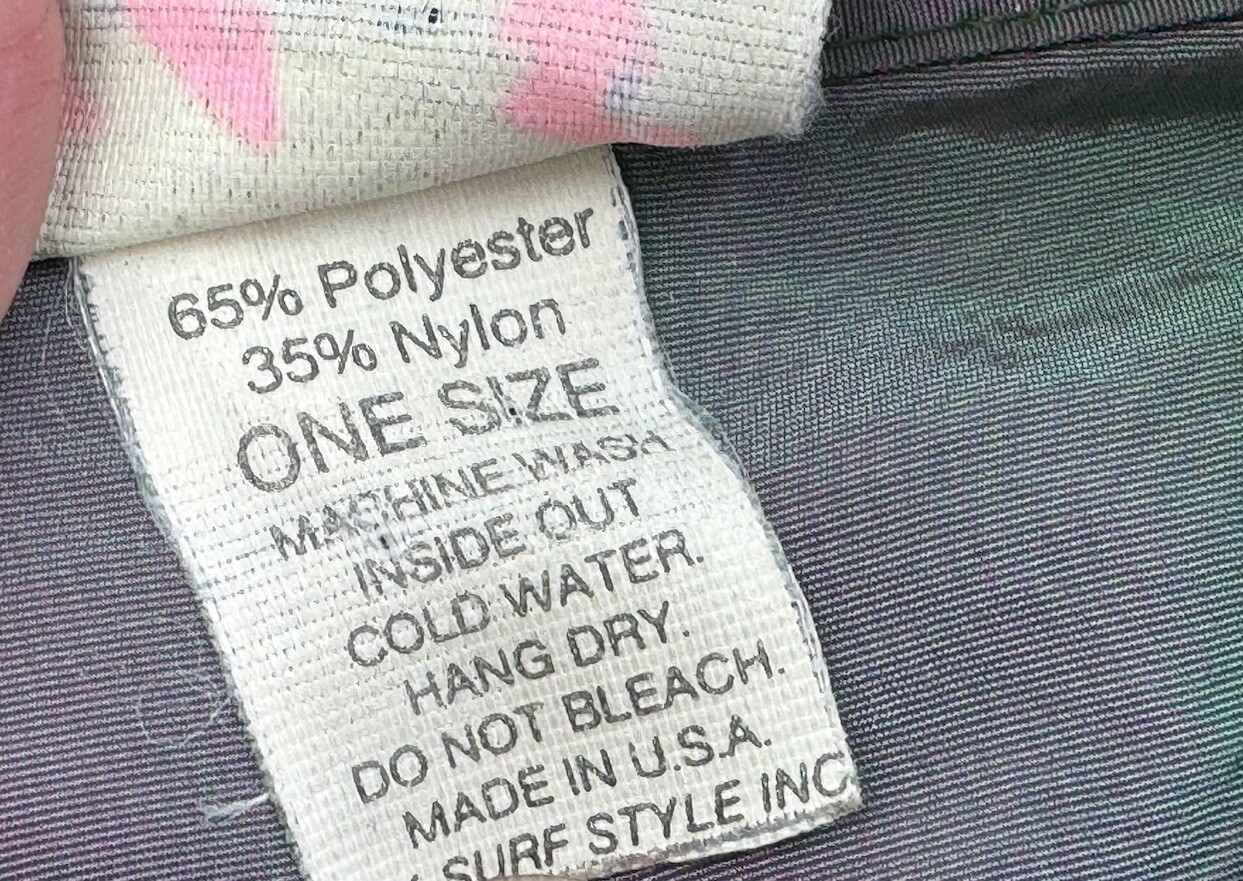 65% Polyester
35% Nylon
ONE SIZE
MACHINE WASH
INSIDE OUT
COLD WATER.
HANG DRY.
DO NOT BLEACH.
MADE IN U.S.A.
SURF STYLE INC